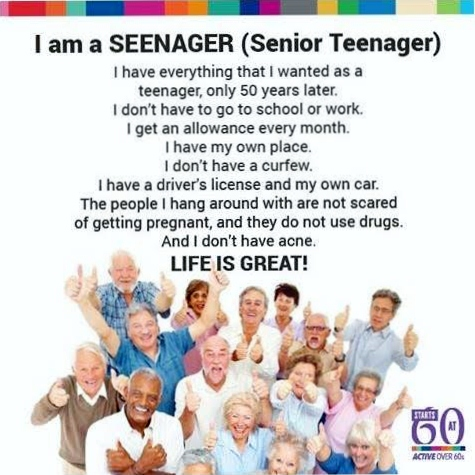 I am a SEENAGER (Senior Teenager)
I have everything that I wanted as a
teenager, only 50 years later.
I don't have to go to school or work.
I get an allowance every month.
I have my own place.
I don't have a curfew.
I have a driver's license and my own car.
The people I hang around with are not scared
of getting pregnant, and they do not use drugs.
And I don't have acne.
LIFE IS GREAT!
STARTS
AT
60
ACTIVE OVER 60s